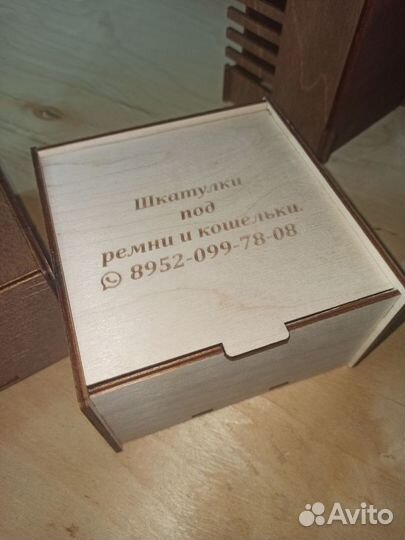 Шкатулки
под
ремни и кошельки.
8952-099-78-08
Avito